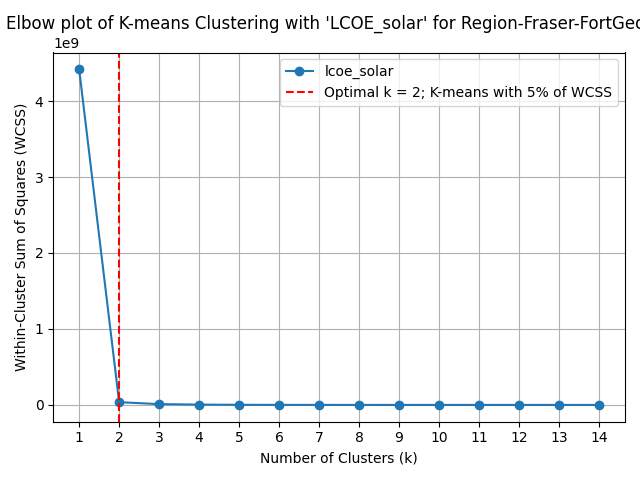 Elbow plot of K-means Clustering with 'LCOE_solar' for Region-Fraser-FortGeo
1e9
lcoe_solar
Optimal k = 2; K-means with 5% of WCSS
Within-Cluster Sum of Squares (WCSS)
4
3
2
1
0
1 2 3 4 5 6 7 8 9 10 11 12 13 14
Number of Clusters (k)